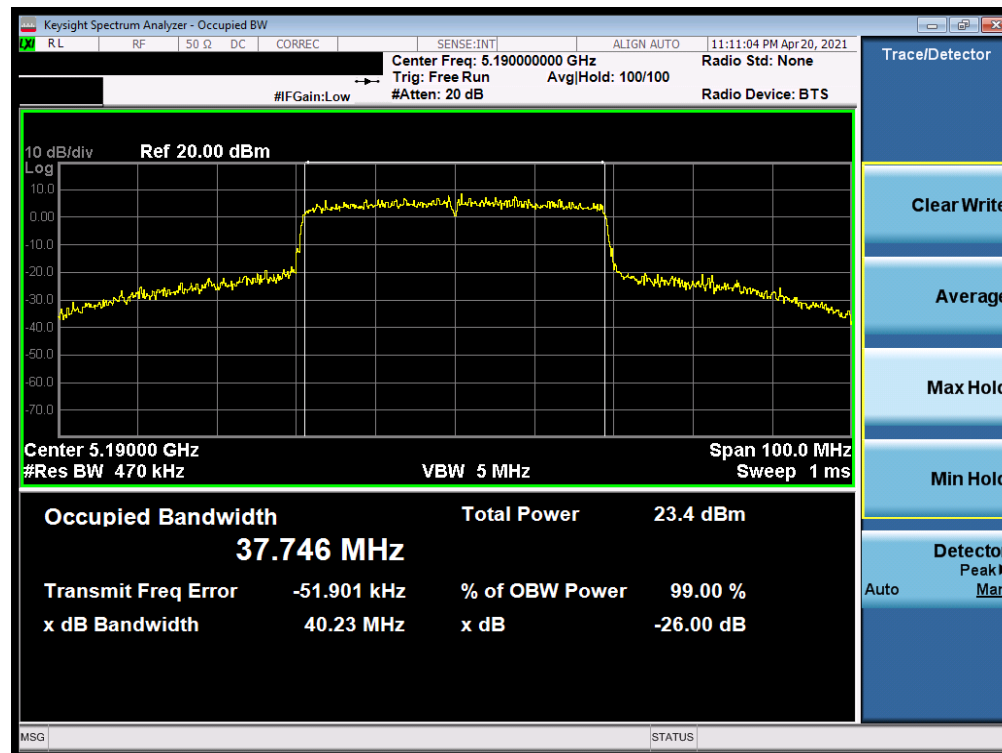 Keysight Spectrum Analyzer - Occupied BW
LXI RL RF 50 Ω DC CORREC SENSE:INT ALIGN AUTO 11:11:04 PM Apr 20, 2021
Center Freq: 5.190000000 GHz Radio Std: None
Trig: Free Run Avg|Hold: 100/100
#IFGain:Low #Atten: 20 dB Radio Device: BTS
Trace/Detector
10 dB/div Ref 20.00 dBm
Log
10.0
0.00
-10.0
-20.0
-30.0
-40.0
-50.0
-60.0
-70.0
Center 5.19000 GHz Span 100.0 MHz
#Res BW 470 kHz VBW 5 MHz Sweep 1 ms
Occupied Bandwidth Total Power 23.4 dBm
37.746 MHz
Transmit Freq Error -51.901 kHz % of OBW Power 99.00 %
x dB Bandwidth 40.23 MHz x dB -26.00 dB
Clear Write
Average
Max Hold
Min Hold
Detector
Peak
Auto Man
MSG STATUS